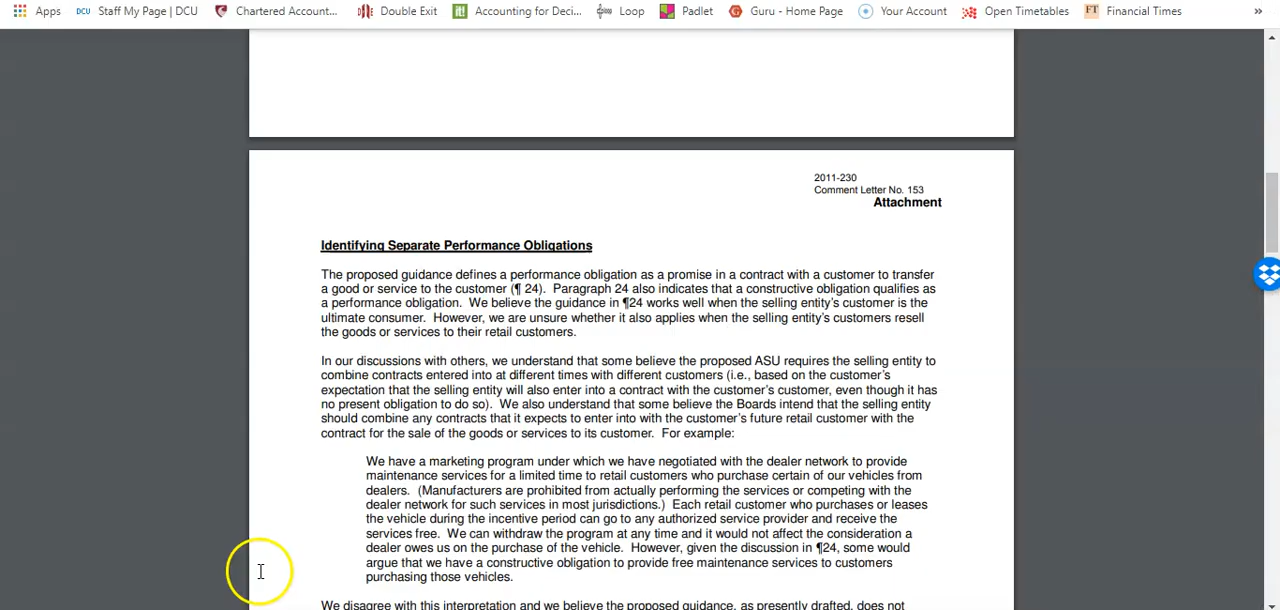 Apps DCU Staff My Page | DCU Chartered Account... Double Exit it! Accounting for Deci... Loop Padlet G Guru - Home Page Your Account Open Timetables FT Financial Times »
2011-230
Comment Letter No. 153
Attachment
Identifying Separate Performance Obligations
The proposed guidance defines a performance obligation as a promise in a contract with a customer to transfer
a good or service to the customer (¶ 24). Paragraph 24 also indicates that a constructive obligation qualifies as
a performance obligation. We believe the guidance in ¶24 works well when the selling entity's customer is the
ultimate consumer. However, we are unsure whether it also applies when the selling entity's customers resell
the goods or services to their retail customers.
In our discussions with others, we understand that some believe the proposed ASU requires the selling entity to
combine contracts entered into at different times with different customers (i.e., based on the customer's
expectation that the selling entity will also enter into a contract with the customer's customer, even though it has
no present obligation to do so). We also understand that some believe the Boards intend that the selling entity
should combine any contracts that it expects to enter into with the customer's future retail customer with the
contract for the sale of the goods or services to its customer. For example:
We have a marketing program under which we have negotiated with the dealer network to provide
maintenance services for a limited time to retail customers who purchase certain of our vehicles from
dealers. (Manufacturers are prohibited from actually performing the services or competing with the
dealer network for such services in most jurisdictions.) Each retail customer who purchases or leases
the vehicle during the incentive period can go to any authorized service provider and receive the
services free. We can withdraw the program at any time and it would not affect the consideration a
dealer owes us on the purchase of the vehicle. However, given the discussion in ¶24, some would
argue that we have a constructive obligation to provide free maintenance services to customers
purchasing those vehicles.
We disagree with this interpretation and we believe the proposed guidance, as presently drafted, does not